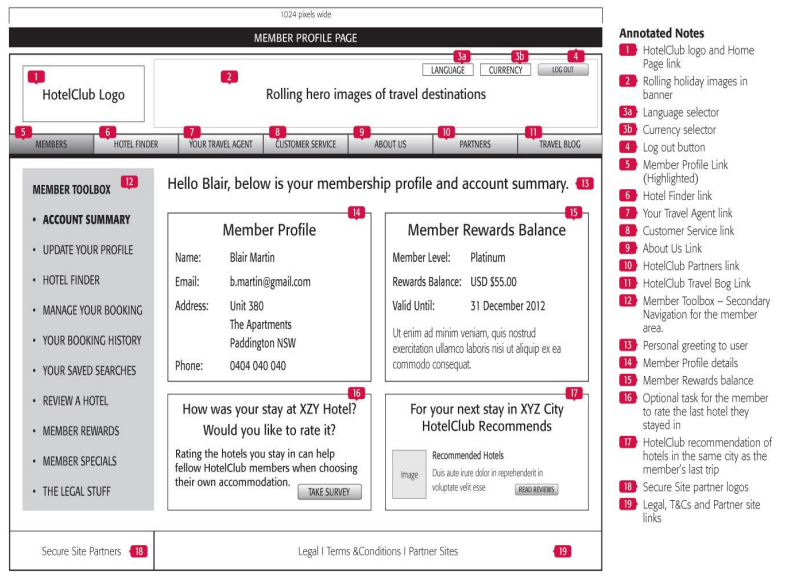 1024 pixels wide
MEMBER PROFILE PAGE
1
HotelClub Logo
2
Rolling hero images of travel destinations
3a
LANGUAGE
3b
CURRENCY
4
LOG OUT
5
MEMBERS
6
HOTEL FINDER
7
YOUR TRAVEL AGENT
8
CUSTOMER SERVICE
9
ABOUT US
10
PARTNERS
11
TRAVEL BLOG
MEMBER TOOLBOX 12
• ACCOUNT SUMMARY
• UPDATE YOUR PROFILE
• HOTEL FINDER
• MANAGE YOUR BOOKING
• YOUR BOOKING HISTORY
• YOUR SAVED SEARCHES
• REVIEW A HOTEL
• MEMBER REWARDS
• MEMBER SPECIALS
• THE LEGAL STUFF
Hello Blair, below is your membership profile and account summary. 13
14
Member Profile
Name: Blair Martin
Email: b.martin@gmail.com
Address: Unit 380
The Apartments
Paddington NSW
Phone: 0404 040 040
15
Member Rewards Balance
Member Level: Platinum
Rewards Balance: USD $55.00
Valid Until: 31 December 2012
Ut enim ad minim veniam, quis nostrud
exercitation ullamco laboris nisi ut aliquip ex ea
commodo consequat.
16
How was your stay at XZY Hotel?
Would you like to rate it?
Rating the hotels you stay in can help
fellow HotelClub members when choosing
their own accommodation.
TAKE SURVEY
17
For your next stay in XYZ City
HotelClub Recommends
Image
Recommended Hotels
Duis aute irure dolor in reprehenderit in
voluptate velit esse
READ REVIEWS
Secure Site Partners 18
Legal I Terms &Conditions I Partner Sites 19
Annotated Notes
1 HotelClub logo and Home
Page link
2 Rolling holiday images in
banner
3a Language selector
3b Currency selector
4 Log out button
5 Member Profile Link
(Highlighted)
6 Hotel Finder link
7 Your Travel Agent link
8 Customer Service link
9 About Us Link
10 HotelClub Partners link
11 HotelClub Travel Bog Link
12 Member Toolbox – Secondary
Navigation for the member
area.
13 Personal greeting to user
14 Member Profile details
15 Member Rewards balance
16 Optional task for the member
to rate the last hotel they
stayed in
17 HotelClub recommendation of
hotels in the same city as the
member's last trip
18 Secure Site partner logos
19 Legal, T&Cs and Partner site
links